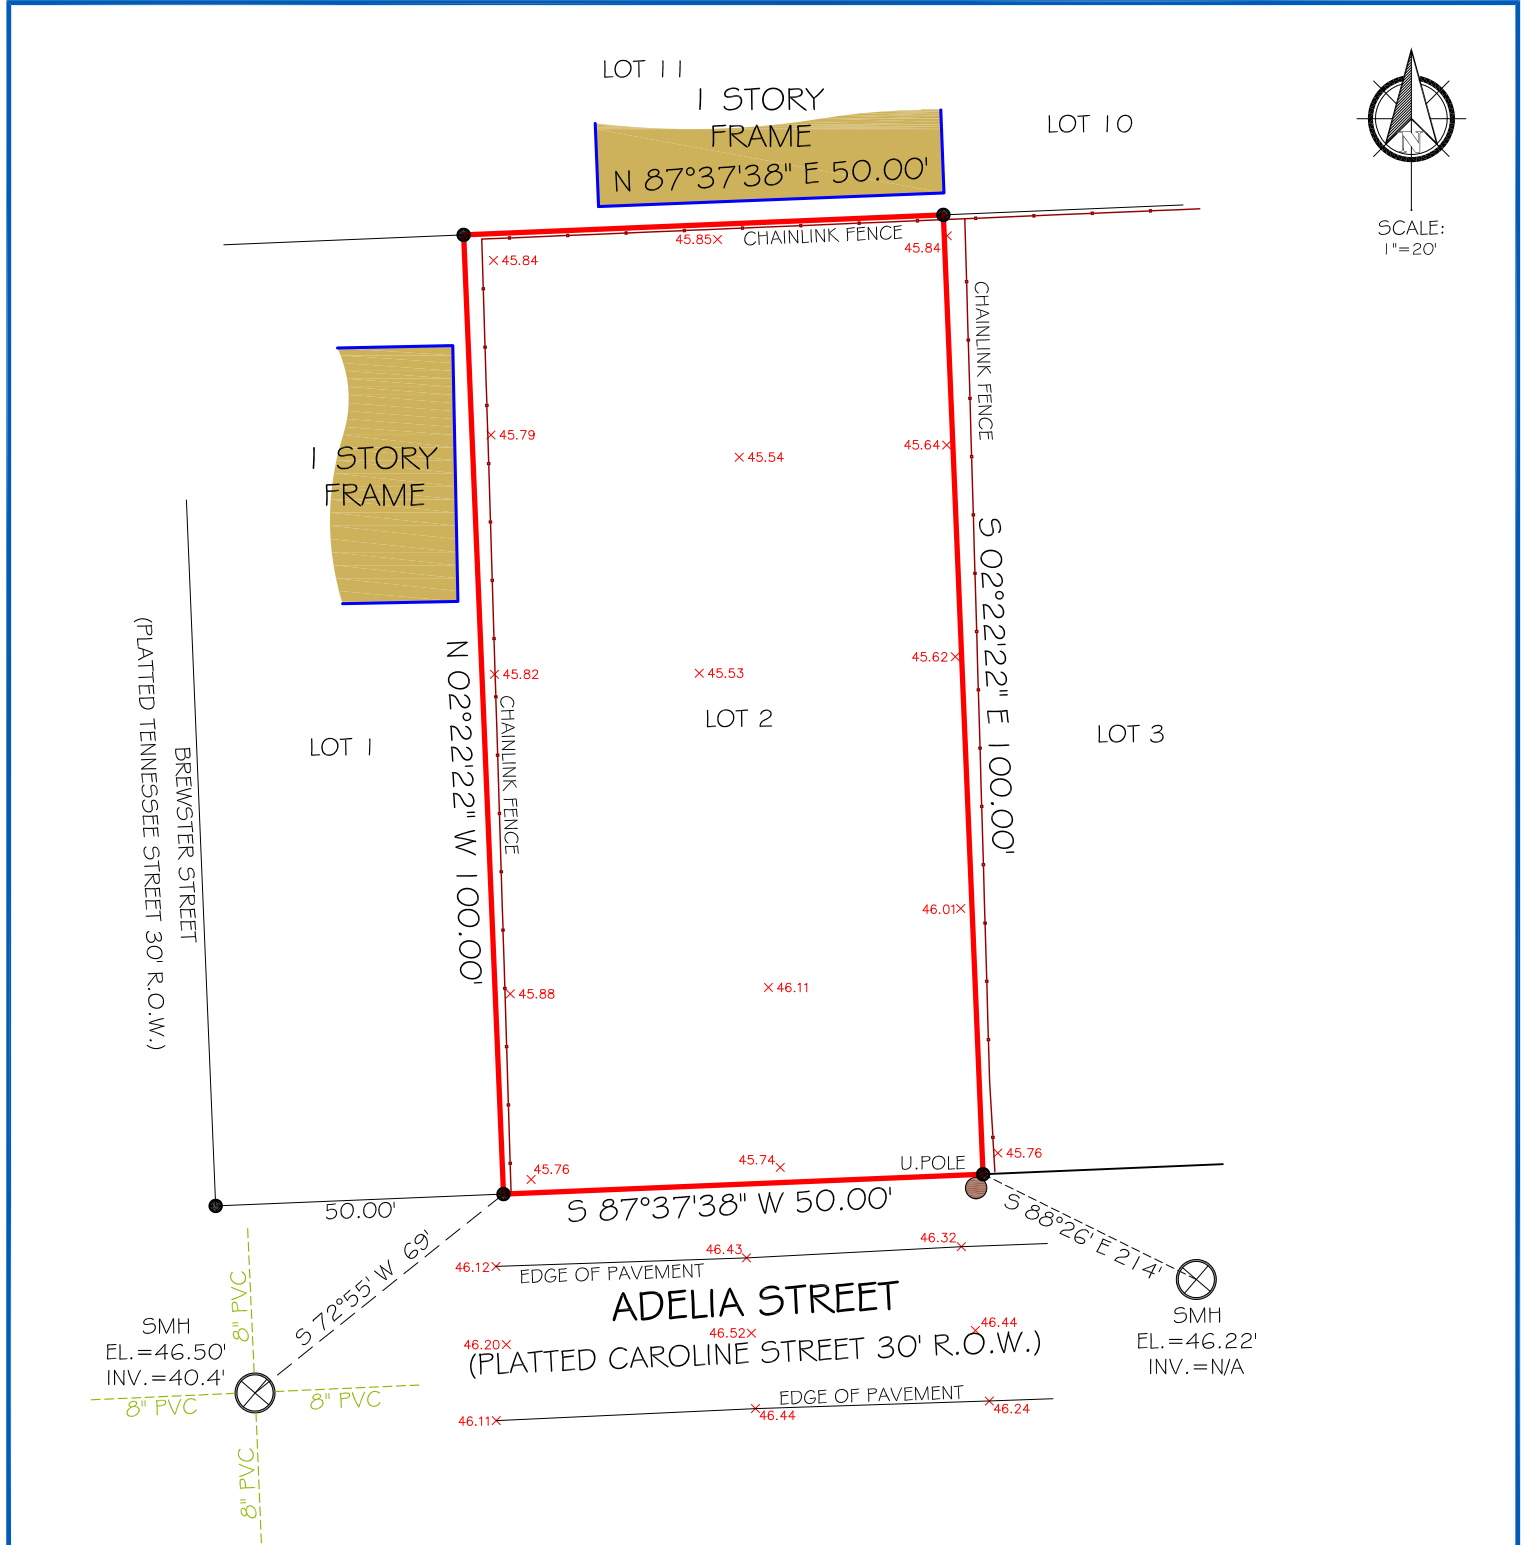 LOT 11
1 STORY
FRAME
N 87°37'38" E 50.00'
LOT 10
N
SCALE:
1"=20'
45.85
CHAINLINK FENCE
45.84
45.84
CHAINLINK FENCE
45.79
45.54
45.64
1 STORY
FRAME
S 02°22'22" E 100.00'
N 02°22'22" W 100.00'
45.82
45.53
45.62
CHAINLINK FENCE
LOT 1
LOT 2
LOT 3
BREWSTER STREET
(PLATTED TENNESSEE STREET 30' R.O.W.)
46.01
45.88
46.11
45.76
45.74
U.POLE
45.76
50.00'
S 87°37'38" W 50.00'
S 72°55' W 69'
S 88°26' E 214'
46.12
46.43
46.32
EDGE OF PAVEMENT
ADELIA STREET
46.20
46.52
46.44
(PLATTED CAROLINE STREET 30' R.O.W.)
EDGE OF PAVEMENT
46.11
46.44
46.24
SMH
EL.=46.50'
INV.=40.4'
8" PVC
8" PVC
8" PVC
8" PVC
SMH
EL.=46.22'
INV.=N/A